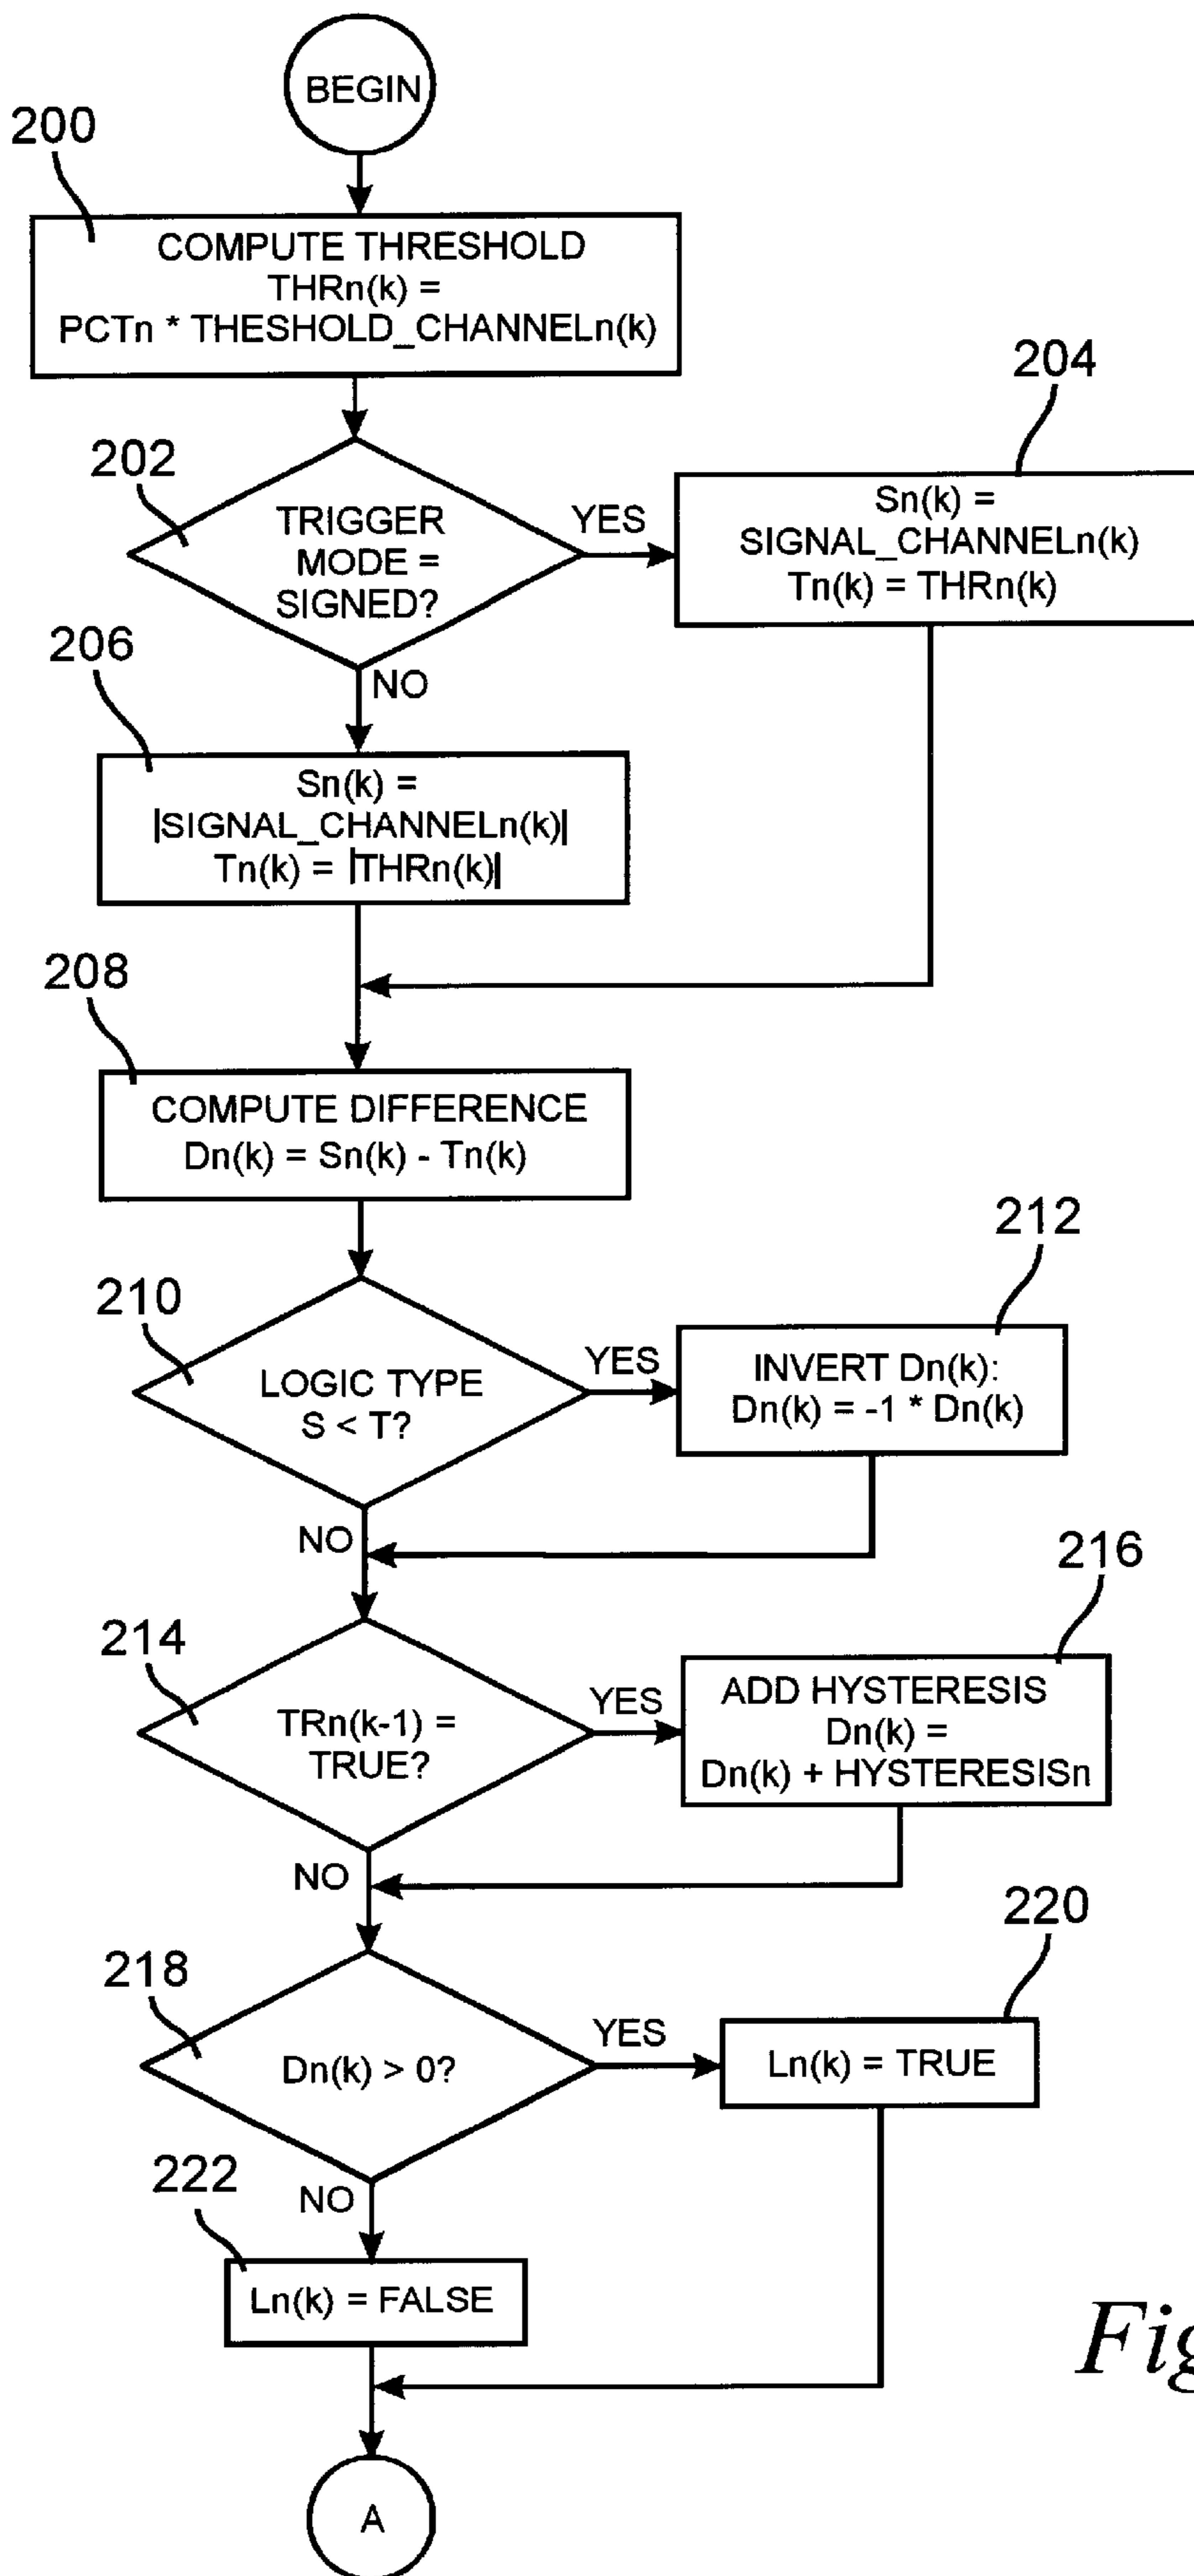 BEGIN
200
COMPUTE THRESHOLD
THRn(k) =
PCTn * THESHOLD_CHANNELn(k)
204
202
TRIGGER
MODE =
SIGNED?
YES
Sn(k) =
SIGNAL_CHANNELn(k)
Tn(k) = THRn(k)
206
NO
Sn(k) =
|SIGNAL_CHANNELn(k)|
Tn(k) = |THRn(k)|
208
COMPUTE DIFFERENCE
Dn(k) = Sn(k) - Tn(k)
212
210
LOGIC TYPE
S < T?
YES
INVERT Dn(k):
Dn(k) = -1 * Dn(k)
NO
216
214
TRn(k-1) =
TRUE?
YES
ADD HYSTERESIS
Dn(k) =
Dn(k) + HYSTERESISn
NO
220
218
Dn(k) > 0?
YES
Ln(k) = TRUE
222
NO
Ln(k) = FALSE
Fig
A